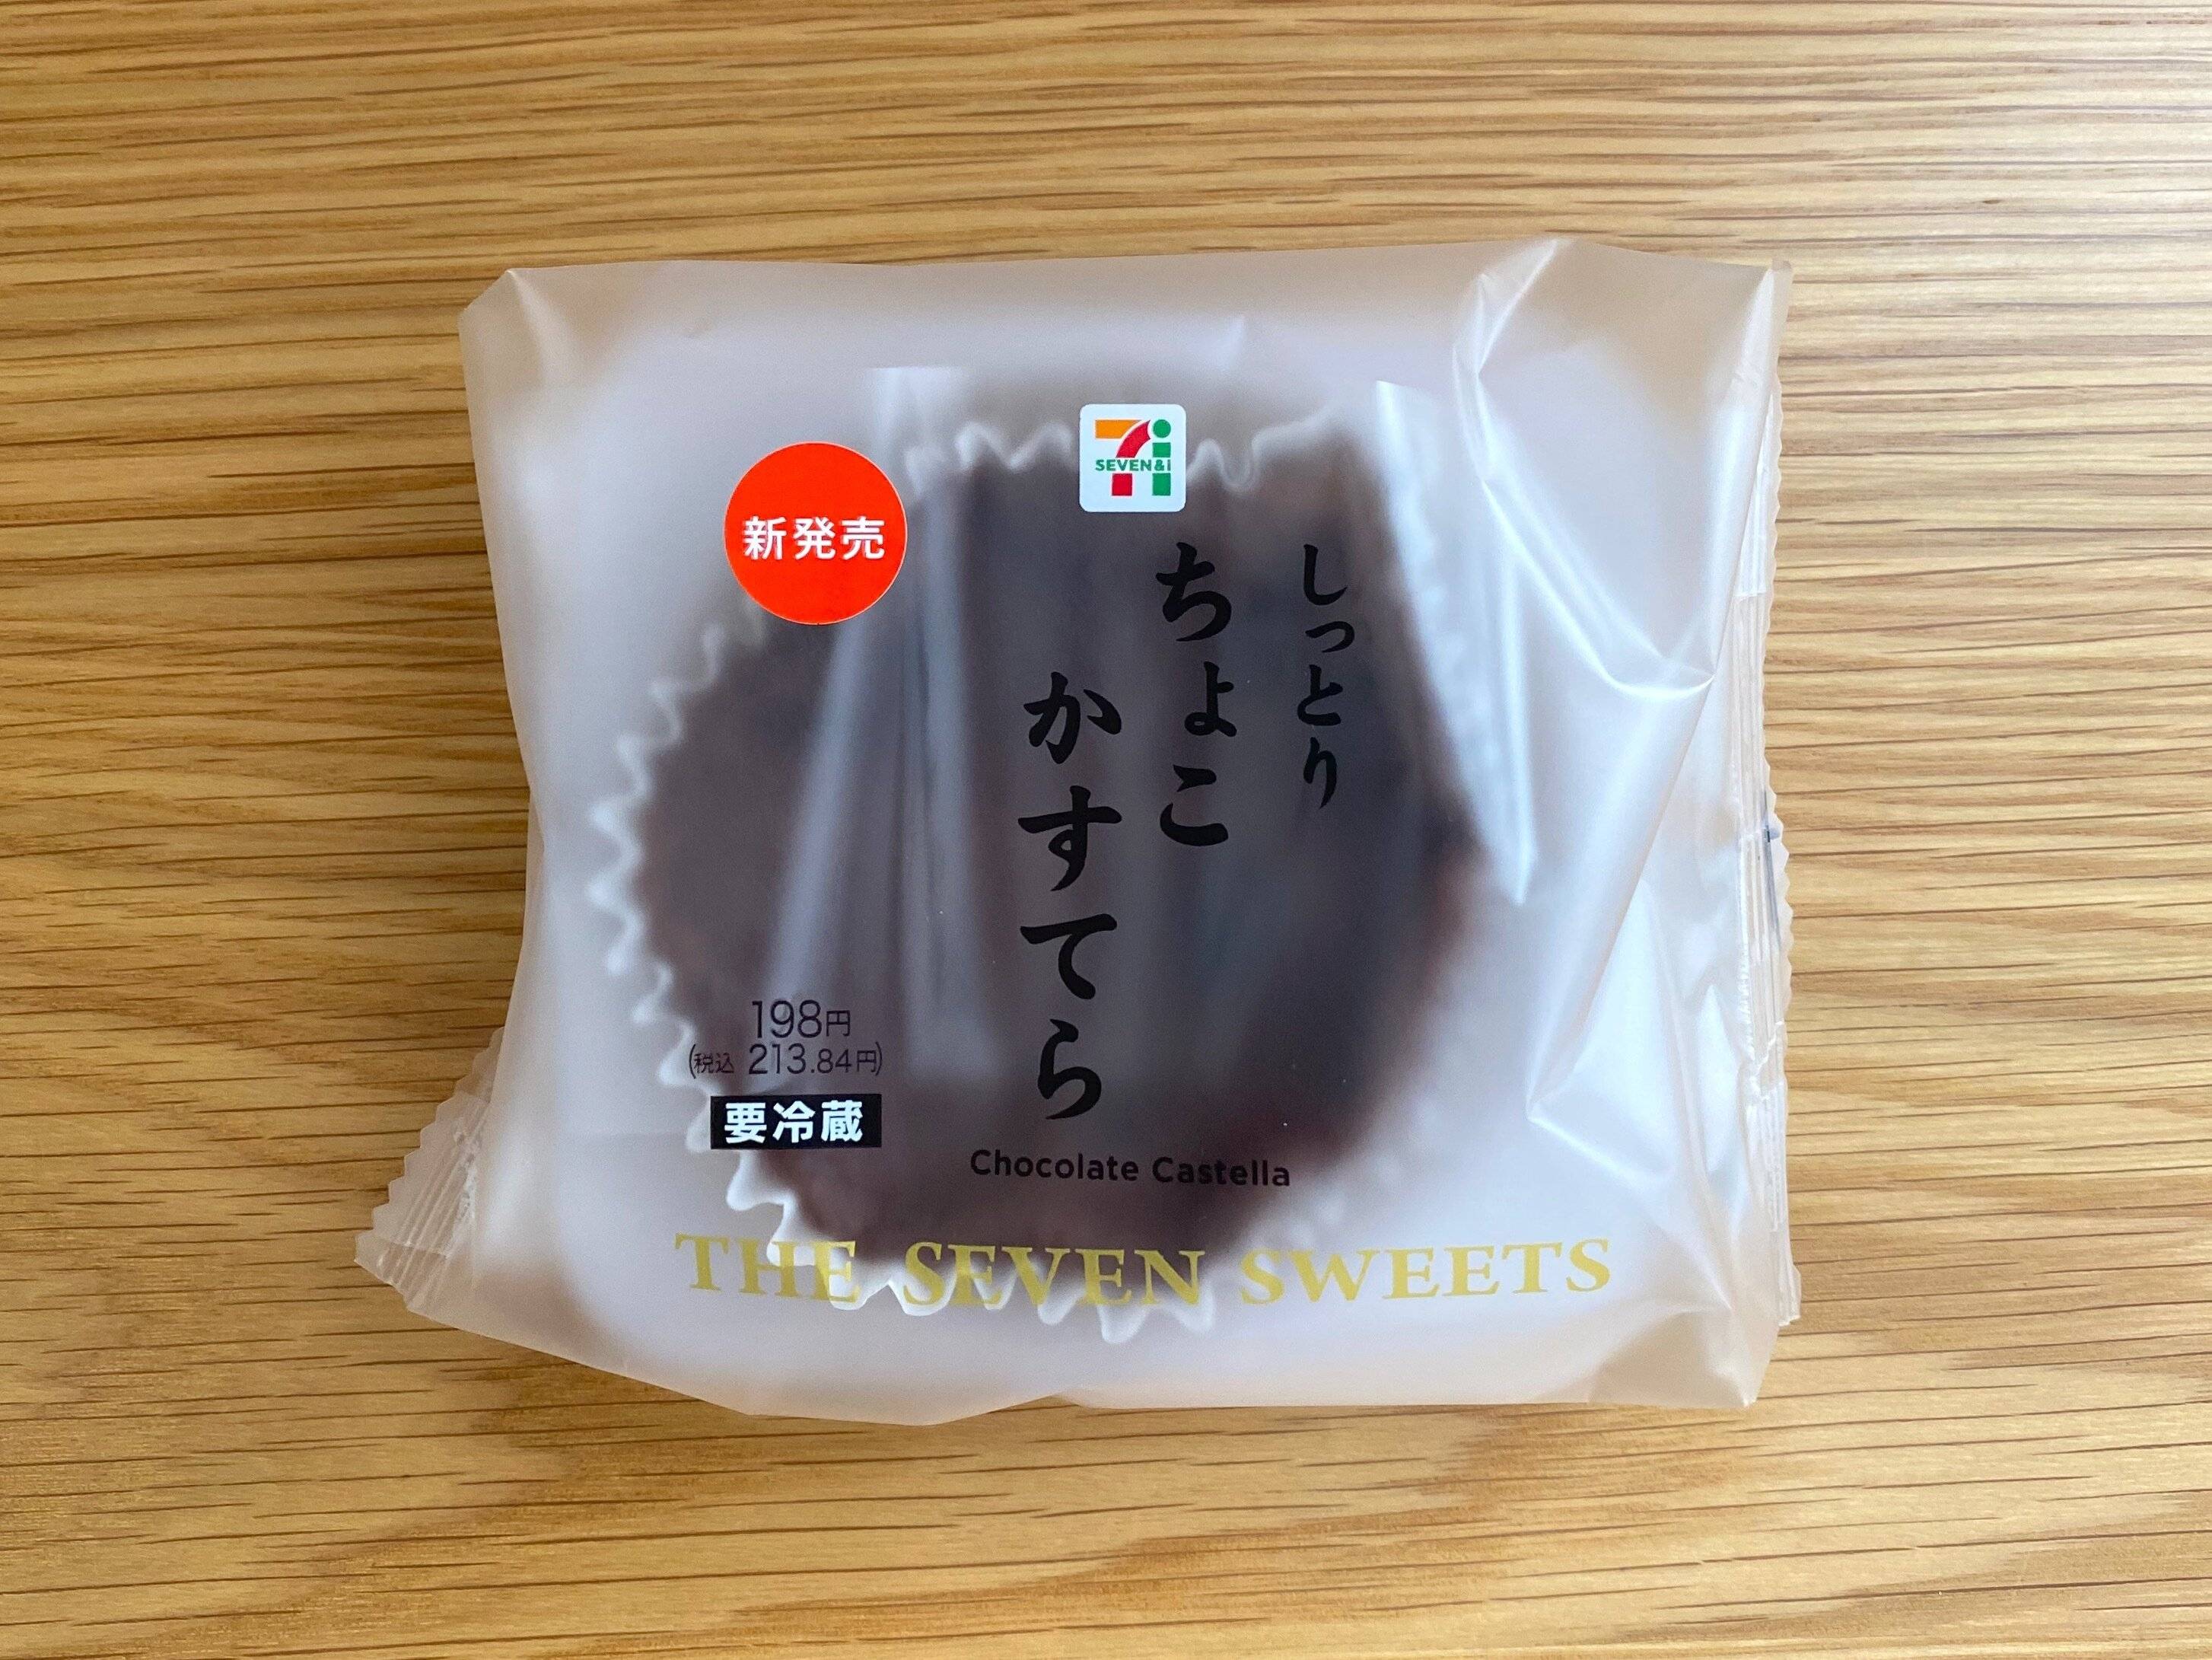 SEVEN&i
新発売
しっとり
ちょこ
かすてら
198円
(税込 213.84円)
要冷蔵
Chocolate Castella
THE SEVEN SWEETS